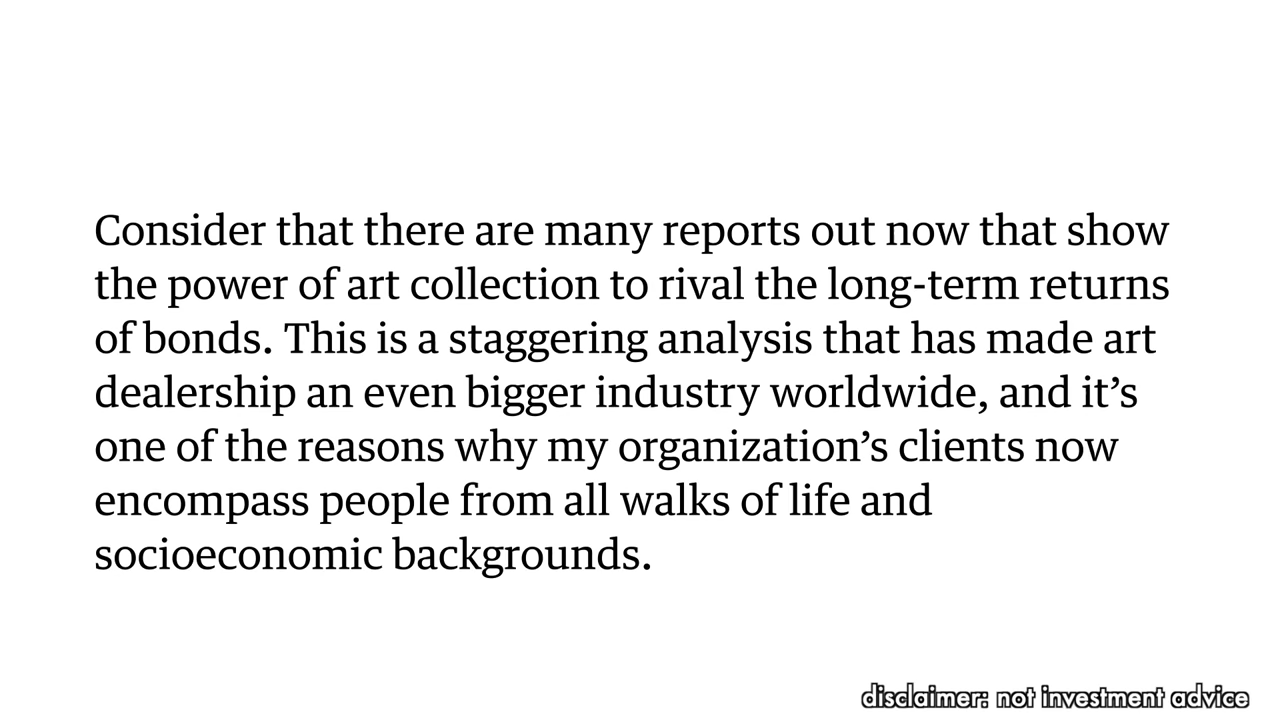 Consider that there are many reports out now that show
the power of art collection to rival the long-term returns
of bonds. This is a staggering analysis that has made art
dealership an even bigger industry worldwide, and it’s
one of the reasons why my organization’s clients now
encompass people from all walks of life and
socioeconomic backgrounds.
disclaimer: not investment advice